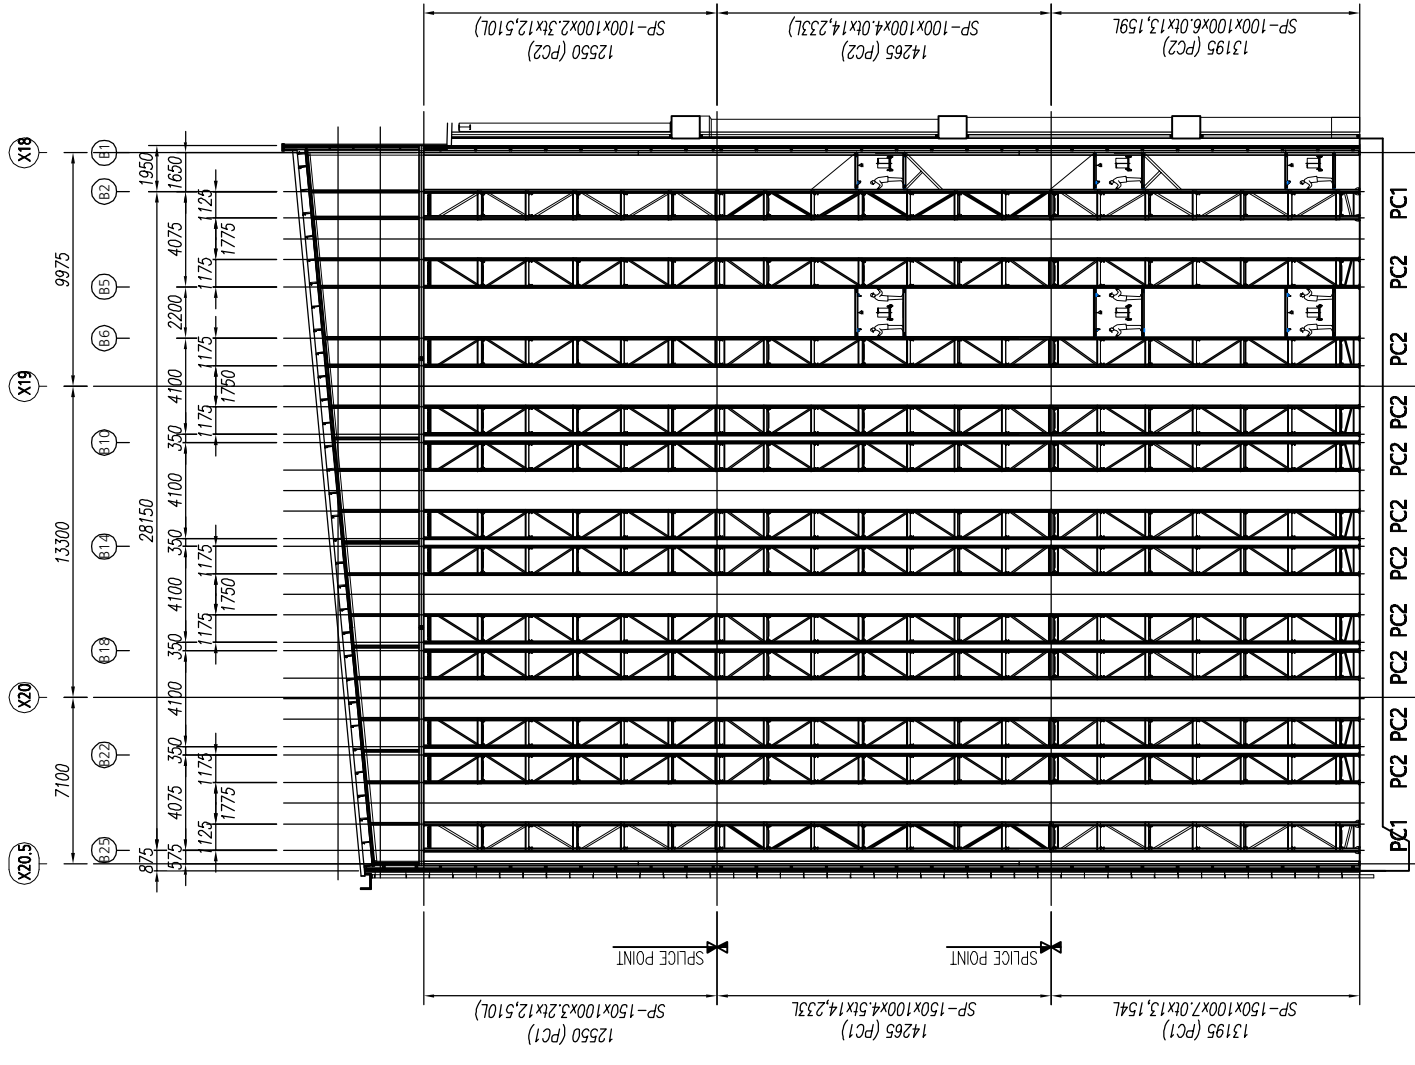 SP-100x100x2.3tx12,510L)
12550 (PC2)
SP-100x100x4.0tx14,233L)
14265 (PC2)
SP-100x100x6.0tx13,159L
13195 (PC2)
X18
X19
X20
X20.5
9975
13300
7100
B1
B2
B5
B6
B10
B14
B18
B22
B25
1950
28150
875
1650
4075
2200
4100
350
4100
350
4100
350
4100
350
4075
575
1125
1775
1175
1175
1750
1175
1175
1750
1175
1175
1775
1125
PC1
PC2
PC2
PC2
PC2
PC2
PC2
PC2
PC2
PC2
PC2
PC1
SPLICE POINT
SPLICE POINT
SP-150x100x3.2tx12,510L)
12550 (PC1)
SP-150x100x4.5tx14,233L
14265 (PC1)
SP-150x100x7.0tx13,154L
13195 (PC1)